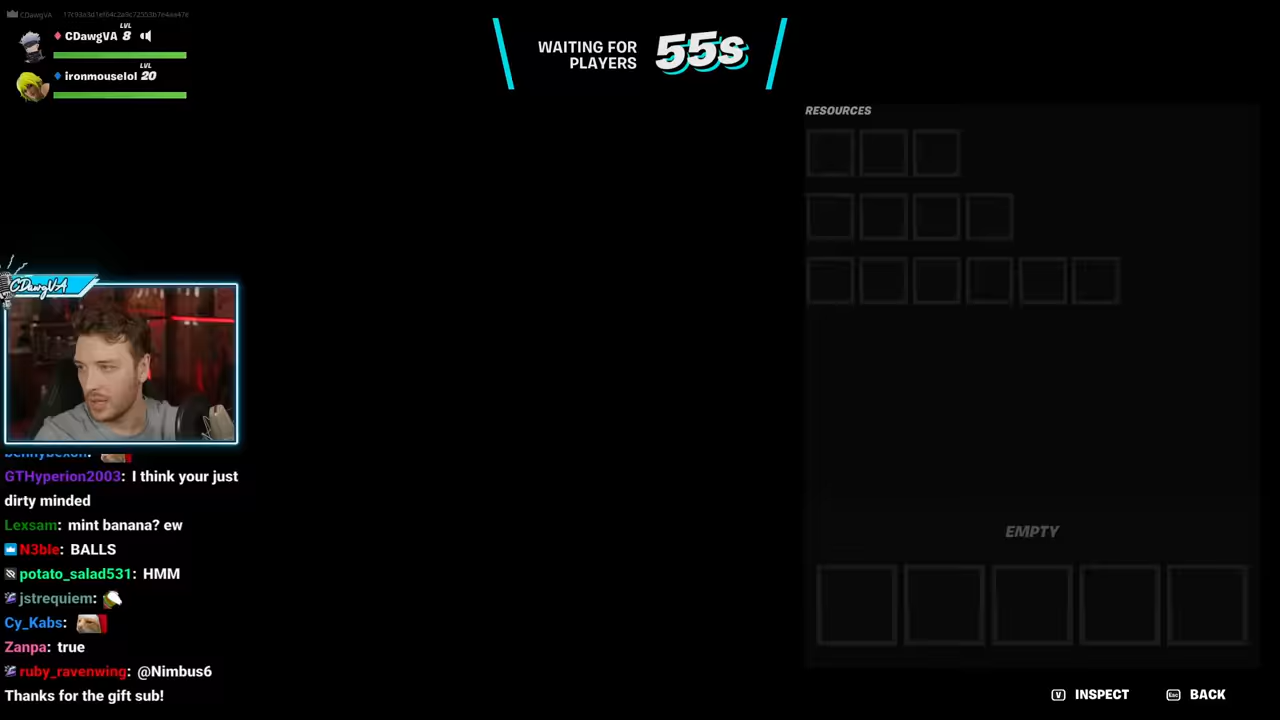 CDawgVA
LVL
CDawgVA 8
LVL
ironmouselol 20
WAITING FOR
PLAYERS
55s
RESOURCES
CDawgVA
bennybexon:
GTHyperion2003: I think your just
dirty minded
Lexsam: mint banana? ew
N3ble: BALLS
potato_salad531: HMM
jstrequiem:
Cy_Kabs:
Zanpa: true
ruby_ravenwing: @Nimbus6
Thanks for the gift sub!
EMPTY
V INSPECT
Esc BACK